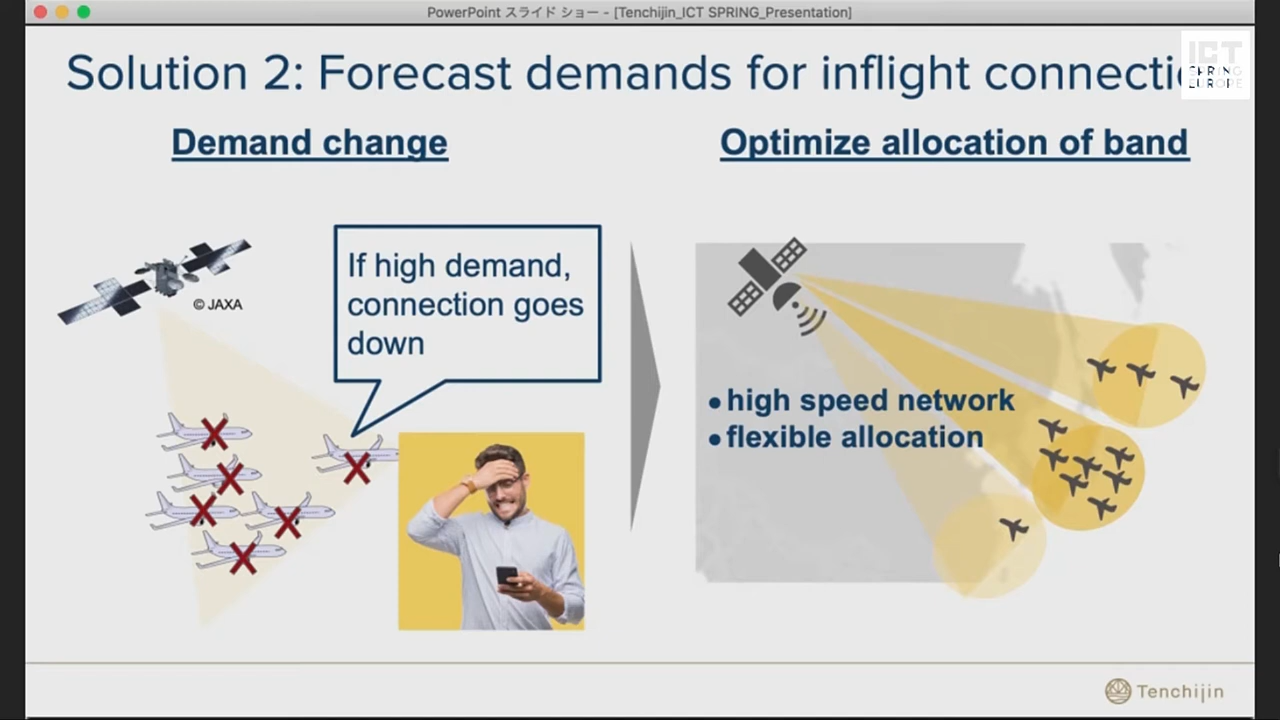 PowerPoint スライド ショー - [Tenchijin_ICT SPRING_Presentation]
Solution 2: Forecast demands for inflight connecti
ICT
SPRING
EUROPE
Demand change
Optimize allocation of band
If high demand,
connection goes
down
© JAXA
•high speed network
•flexible allocation
Tenchijin